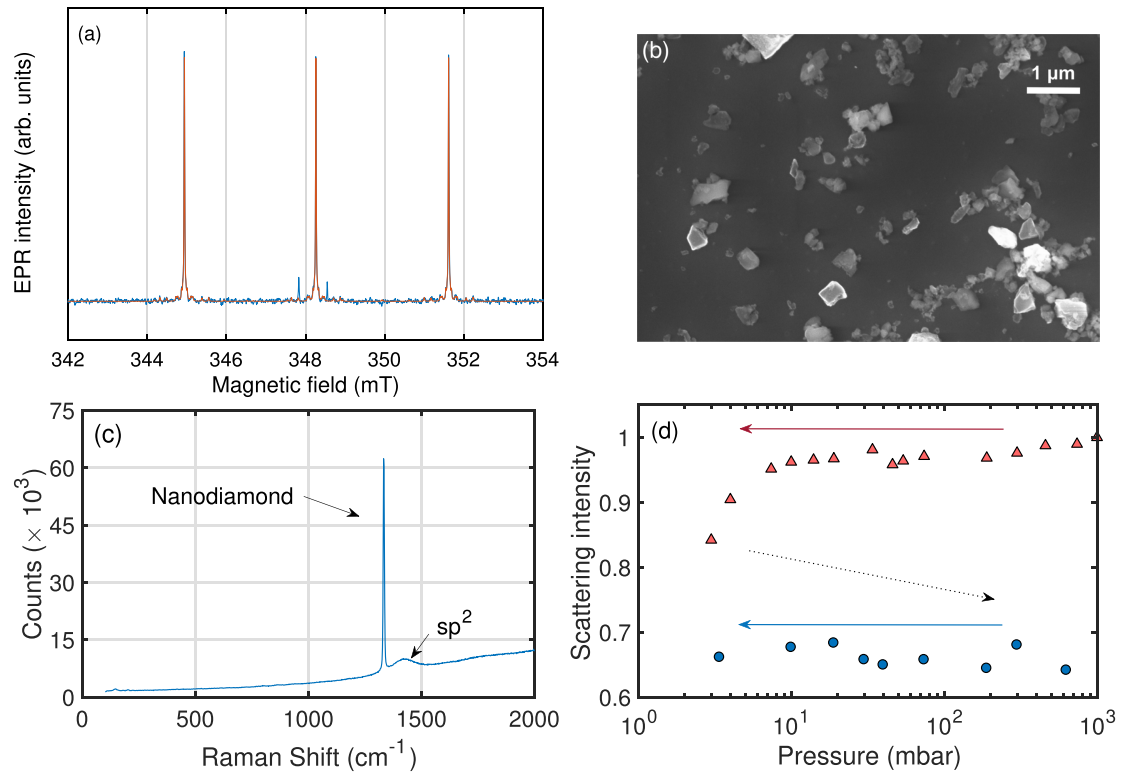 (a)
EPR intensity (arb. units)
342
344
346
348
350
352
354
Magnetic field (mT)
(b)
1 µm
(c)
75
60
45
30
15
0
Counts (× 10³)
Nanodiamond
sp²
0
500
1000
1500
2000
Raman Shift (cm⁻¹)
(d)
1
0.9
0.8
0.7
0.6
Scattering intensity
10⁰
10¹
10²
10³
Pressure (mbar)